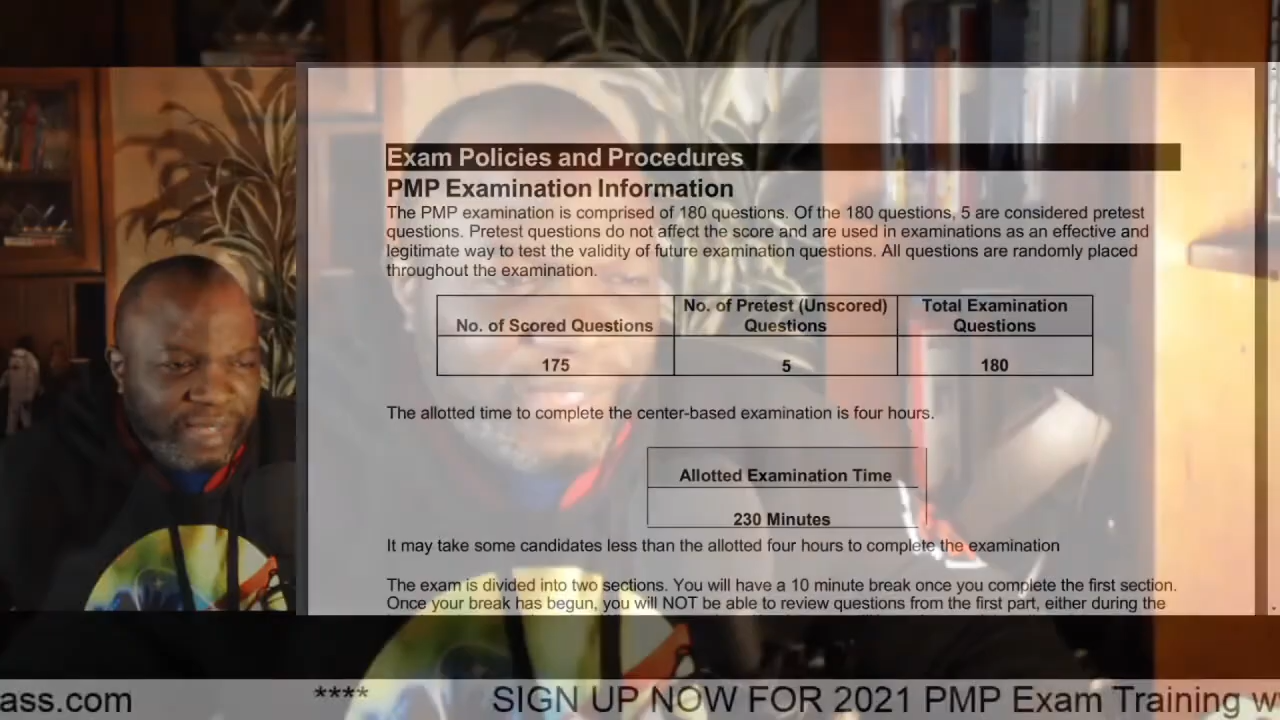 Exam Policies and Procedures
PMP Examination Information
The PMP examination is comprised of 180 questions. Of the 180 questions, 5 are considered pretest
questions. Pretest questions do not affect the score and are used in examinations as an effective and
legitimate way to test the validity of future examination questions. All questions are randomly placed
throughout the examination.
No. of Scored Questions
No. of Pretest (Unscored)
Questions
Total Examination
Questions
175
5
180
The allotted time to complete the center-based examination is four hours.
Allotted Examination Time
230 Minutes
It may take some candidates less than the allotted four hours to complete the examination
The exam is divided into two sections. You will have a 10 minute break once you complete the first section.
Once your break has begun, you will NOT be able to review questions from the first part, either during the
ass.com **** SIGN UP NOW FOR 2021 PMP Exam Training w